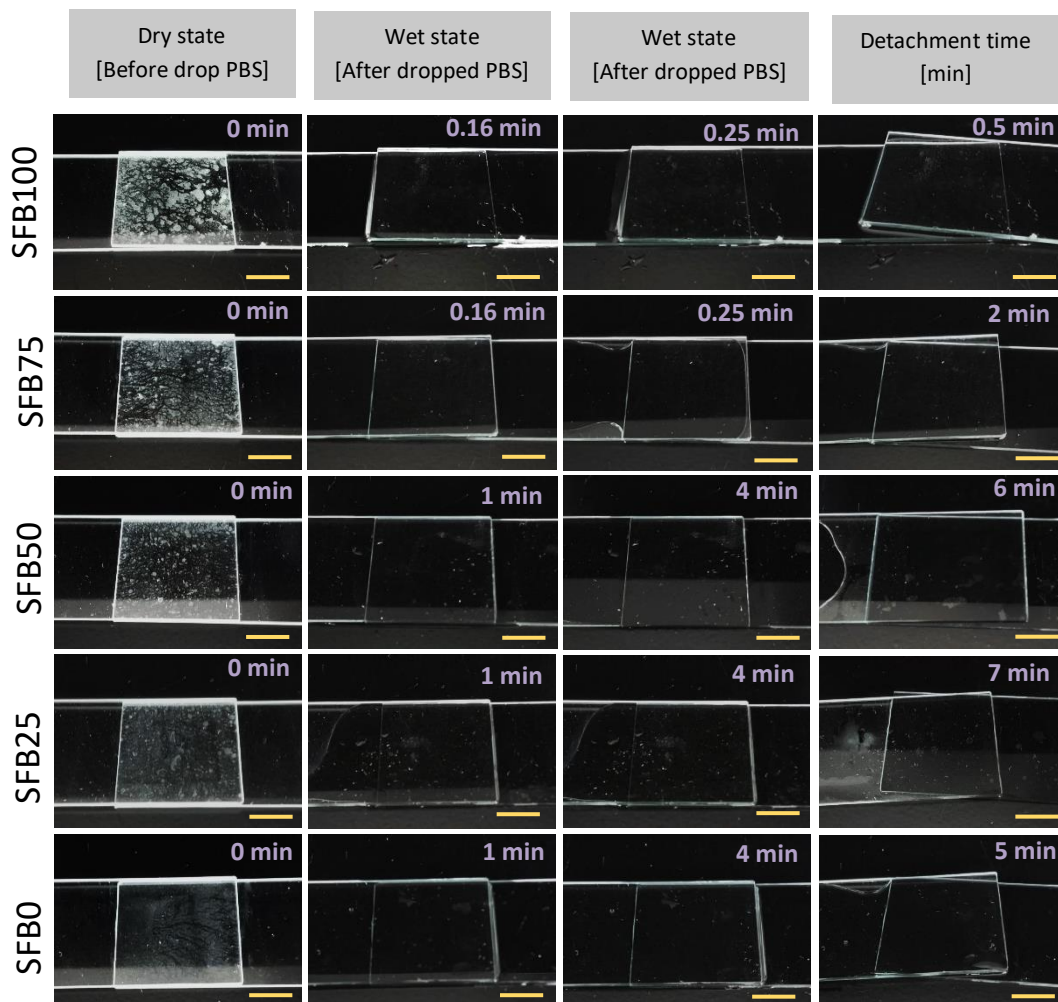 Dry state
[Before drop PBS]
Wet state
[After dropped PBS]
Wet state
[After dropped PBS]
Detachment time
[min]
SFB100
0 min
0.16 min
0.25 min
0.5 min
SFB75
0 min
0.16 min
0.25 min
2 min
SFB50
0 min
1 min
4 min
6 min
SFB25
0 min
1 min
4 min
7 min
SFB0
0 min
1 min
4 min
5 min